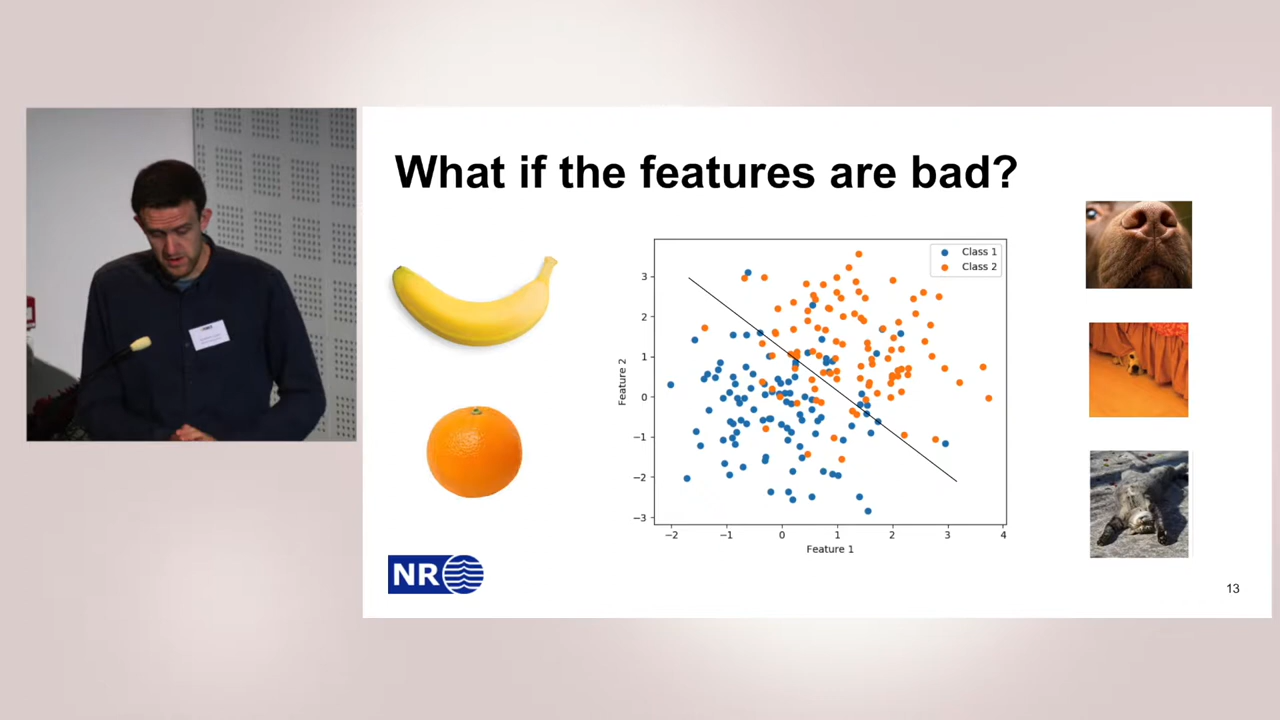 What if the features are bad?
Class 1
Class 2
3
2
1
0
−1
−2
−3
Feature 2
−2
−1
0
1
2
3
4
Feature 1
NR
13